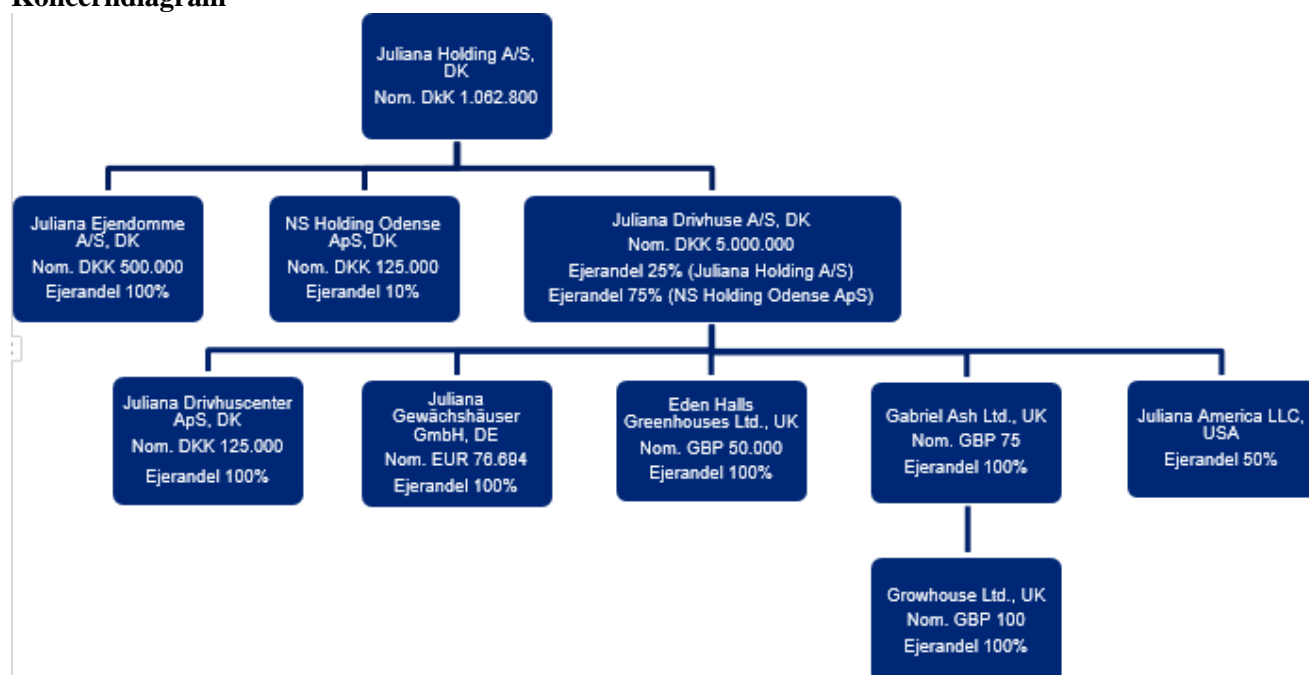 Koncerndiagram
Juliana Holding A/S,
DK
Nom. DkK 1.062.800
Juliana Ejendomme
A/S, DK
Nom. DKK 500.000
Ejerandel 100%
NS Holding Odense
ApS, DK
Nom. DKK 125.000
Ejerandel 10%
Juliana Drivhuse A/S, DK
Nom. DKK 5.000.000
Ejerandel 25% (Juliana Holding A/S)
Ejerandel 75% (NS Holding Odense ApS)
Juliana Drivhuscenter
ApS, DK
Nom. DKK 125.000
Ejerandel 100%
Juliana
Gewächshäuser
GmbH, DE
Nom. EUR 76.694
Ejerandel 100%
Eden Halls
Greenhouses Ltd., UK
Nom. GBP 50.000
Ejerandel 100%
Gabriel Ash Ltd., UK
Nom. GBP 75
Ejerandel 100%
Juliana America LLC,
USA
Ejerandel 50%
Growhouse Ltd., UK
Nom. GBP 100
Ejerandel 100%